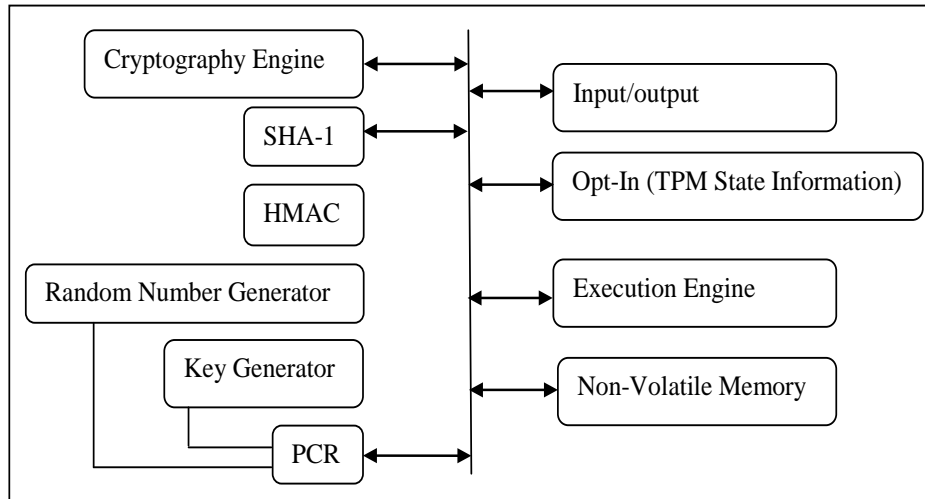 Cryptography Engine
Input/output
SHA-1
Opt-In (TPM State Information)
HMAC
Random Number Generator
Execution Engine
Key Generator
Non-Volatile Memory
PCR